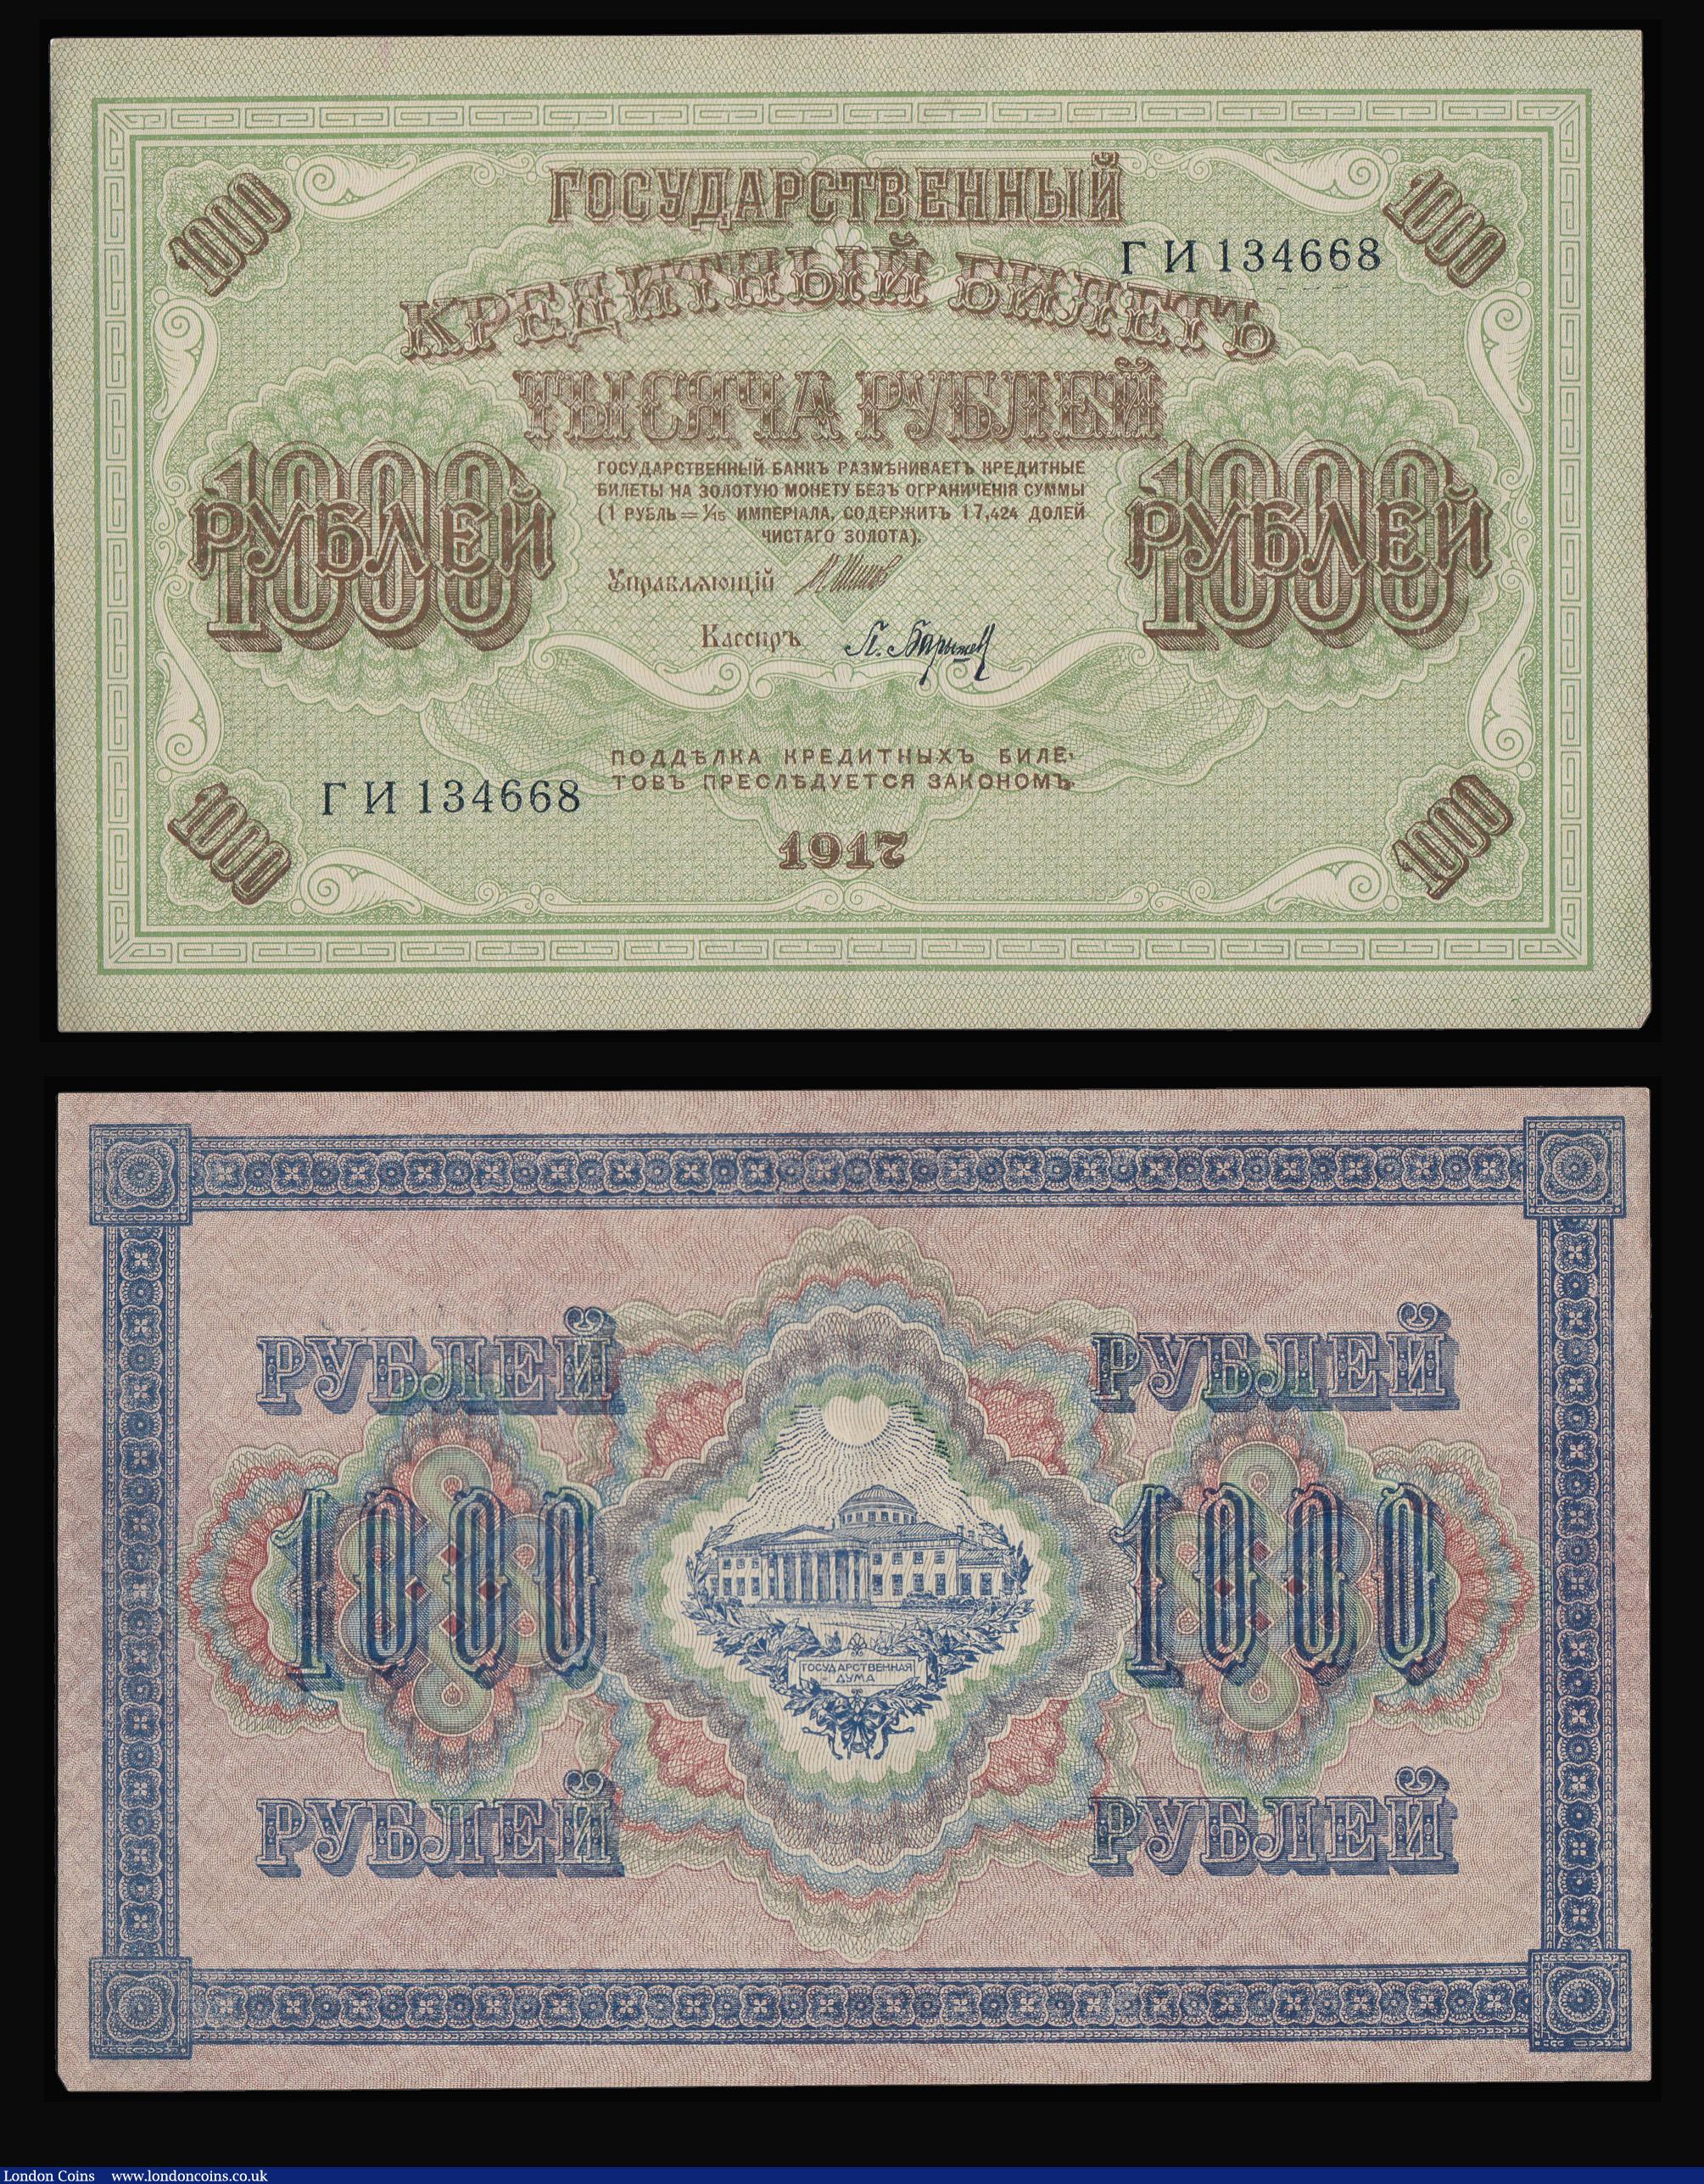 1000
ГОСУДАРСТВЕННЫЙ
1000
КРЕДИТНЫЙ БИЛЕТЪ
ГИ 134668
ТЫСЯЧА РУБЛЕЙ
1000
РУБЛЕЙ
1000
РУБЛЕЙ
ГОСУДАРСТВЕННЫЙ БАНКЪ РАЗМѢНИВАЕТЪ КРЕДИТНЫЕ
БИЛЕТЫ НА ЗОЛОТУЮ МОНЕТУ БЕЗЪ ОГРАНИЧЕНІЯ СУММЫ
(1 РУБЛЬ = 1/15 ИМПЕРІАЛА, СОДЕРЖИТЪ 17,424 ДОЛЕЙ
ЧИСТАГО ЗОЛОТА).
Управляющій И. Шипов
Кассиръ П. Барышев
ПОДДѢЛКА КРЕДИТНЫХЪ БИЛЕ-
ТОВЪ ПРЕСЛѢДУЕТСЯ ЗАКОНОМЪ.
ГИ 134668
1000
1917
1000
РУБЛЕЙ
РУБЛЕЙ
1000
1000
ГОСУДАРСТВЕННАЯ
ДУМА
РУБЛЕЙ
РУБЛЕЙ
London Coins www.londoncoins.co.uk